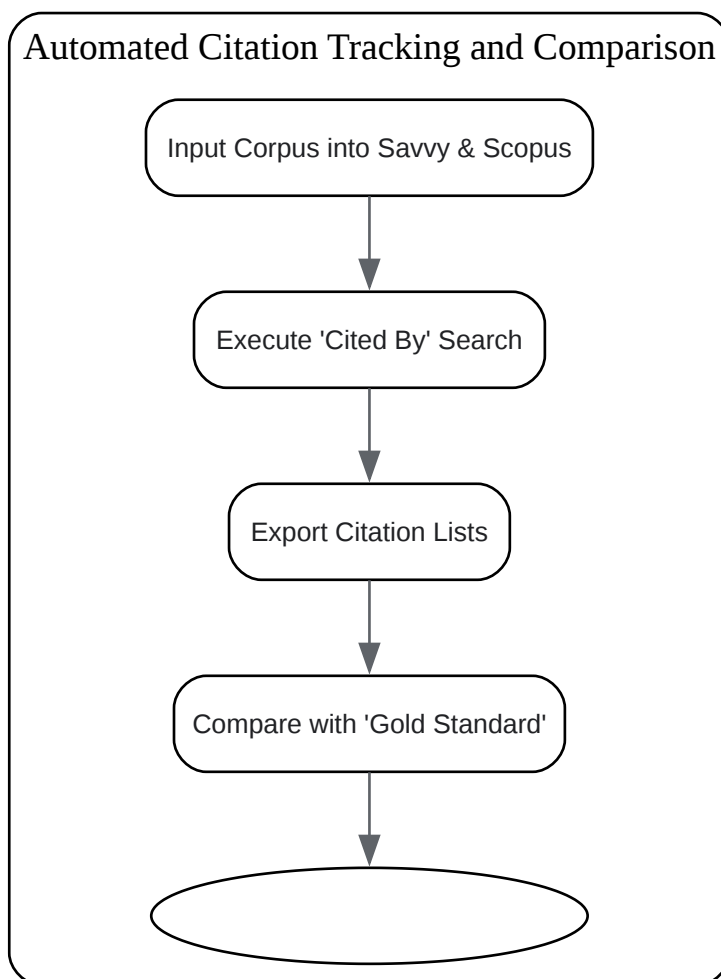 Automated Citation Tracking and Comparison
Input Corpus into Savvy & Scopus
Execute 'Cited By' Search
Export Citation Lists
Compare with 'Gold Standard'